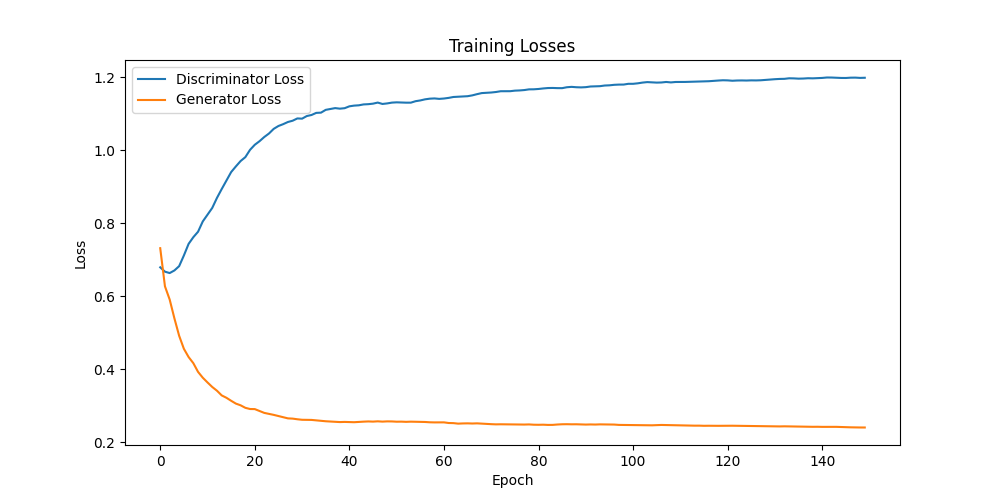 Training Losses
Discriminator Loss
Generator Loss
1.2
1.0
0.8
0.6
0.4
0.2
Loss
0 20 40 60 80 100 120 140
Epoch